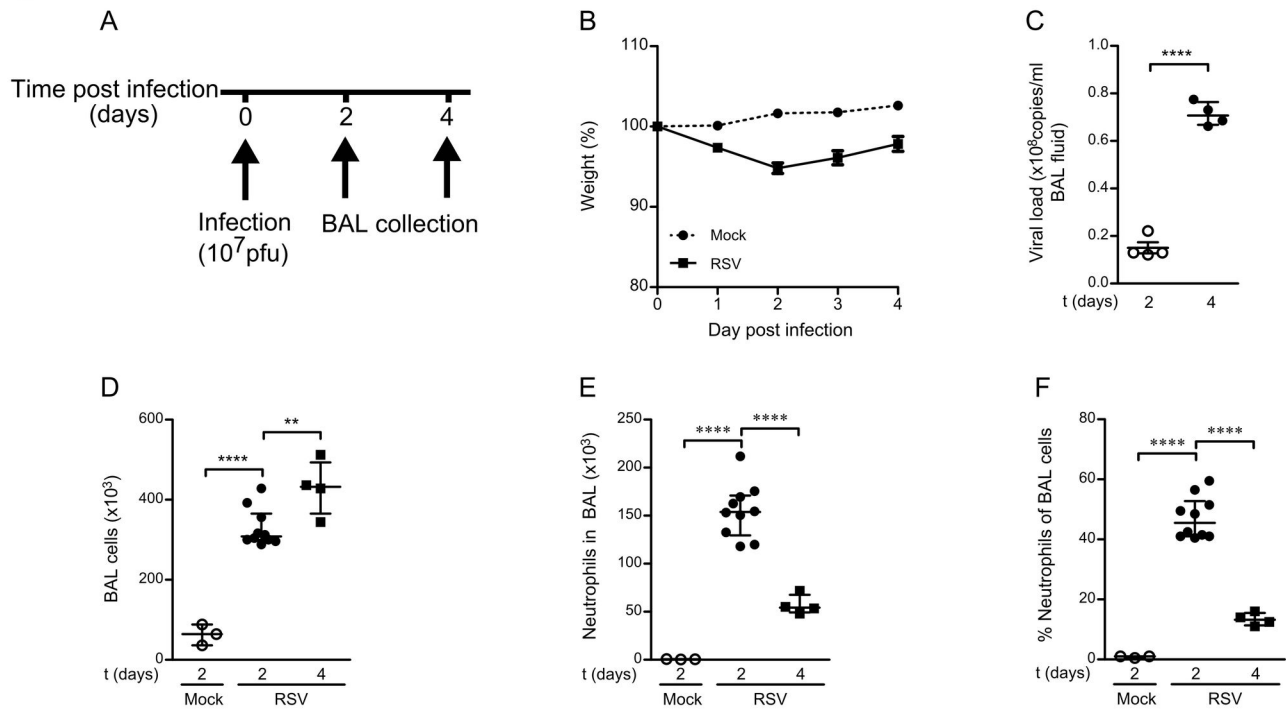 A
Time post infection
(days)
0 2 4
Infection
(10⁷pfu)
BAL collection
B
Weight (%)
110
100
90
80
Mock
RSV
0 1 2 3 4
Day post infection
C
Viral load (x10⁸copies/ml
BAL fluid)
1.0
0.8
0.6
0.4
0.2
0.0
****
t (days) 2 4
D
BAL cells (x10³)
600
400
200
0
****
**
t (days) 2 2 4
Mock RSV
E
Neutrophils in BAL (x10³)
250
200
150
100
50
0
****
****
t (days) 2 2 4
Mock RSV
F
% Neutrophils of BAL cells
80
60
40
20
0
****
****
t (days) 2 2 4
Mock RSV